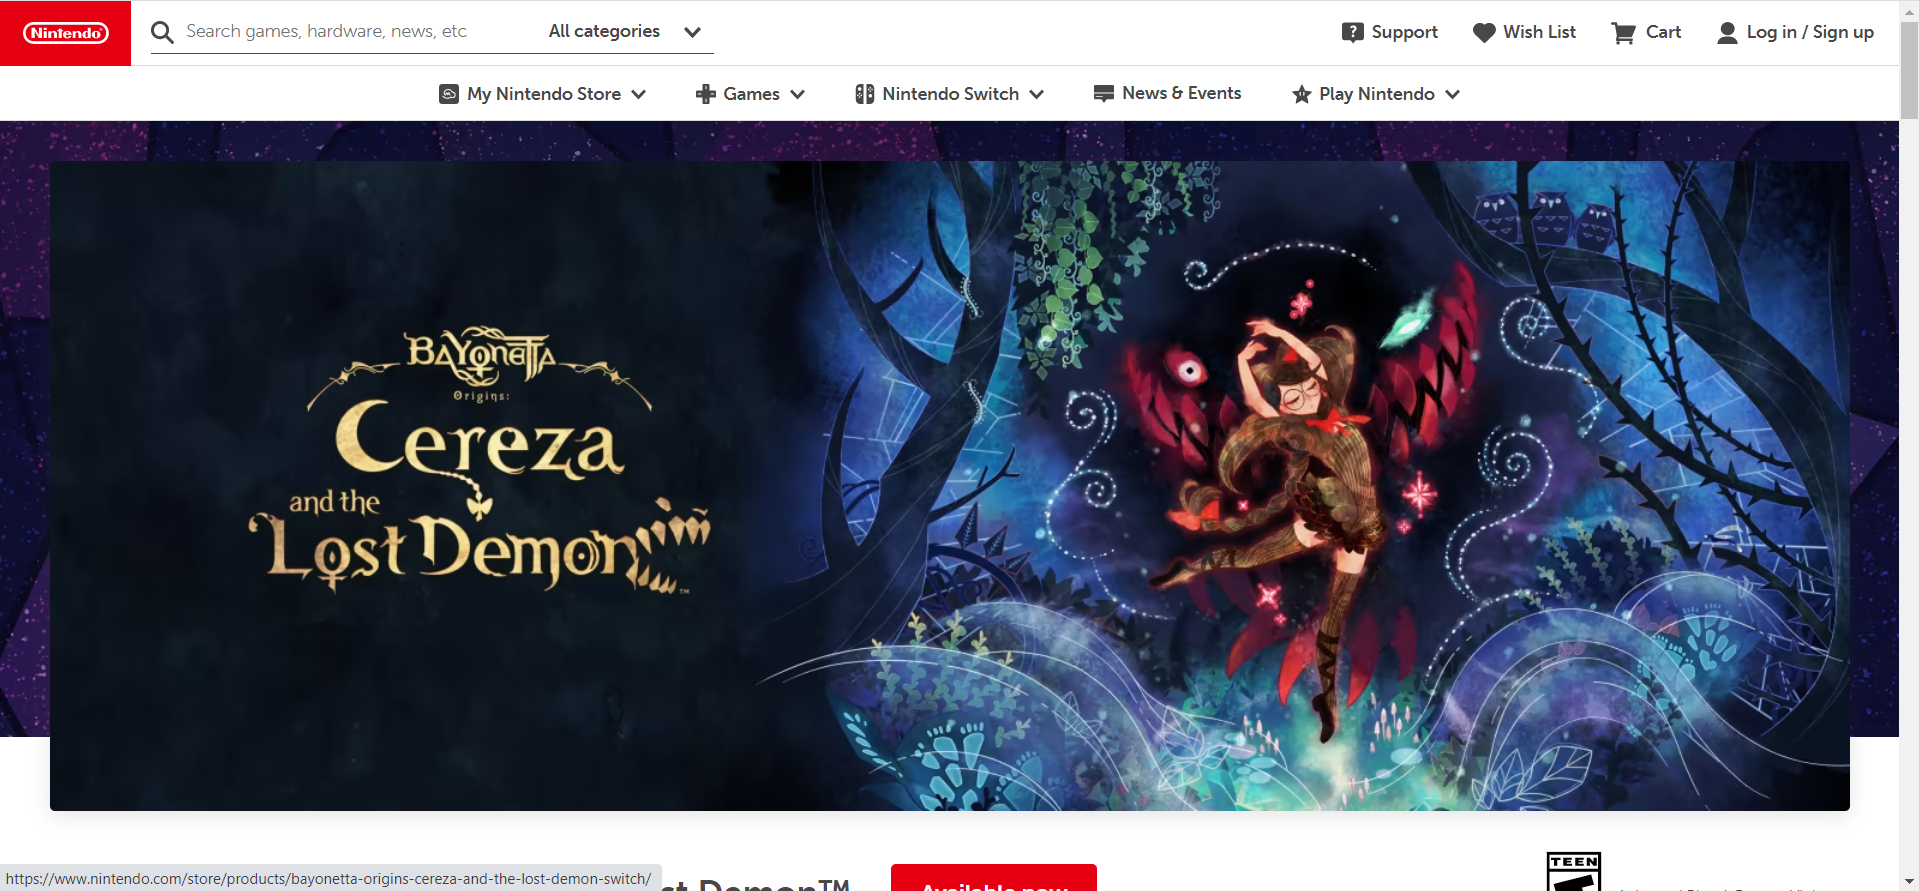 Nintendo
Search games, hardware, news, etc
All categories
Support
Wish List
Cart
Log in / Sign up
My Nintendo Store
Games
Nintendo Switch
News & Events
Play Nintendo
BAYONETTA
Origins:
Cereza
and the
Lost Demon™
https://www.nintendo.com/store/products/bayonetta-origins-cereza-and-the-lost-demon-switch/
Demon™
Available now
TEEN